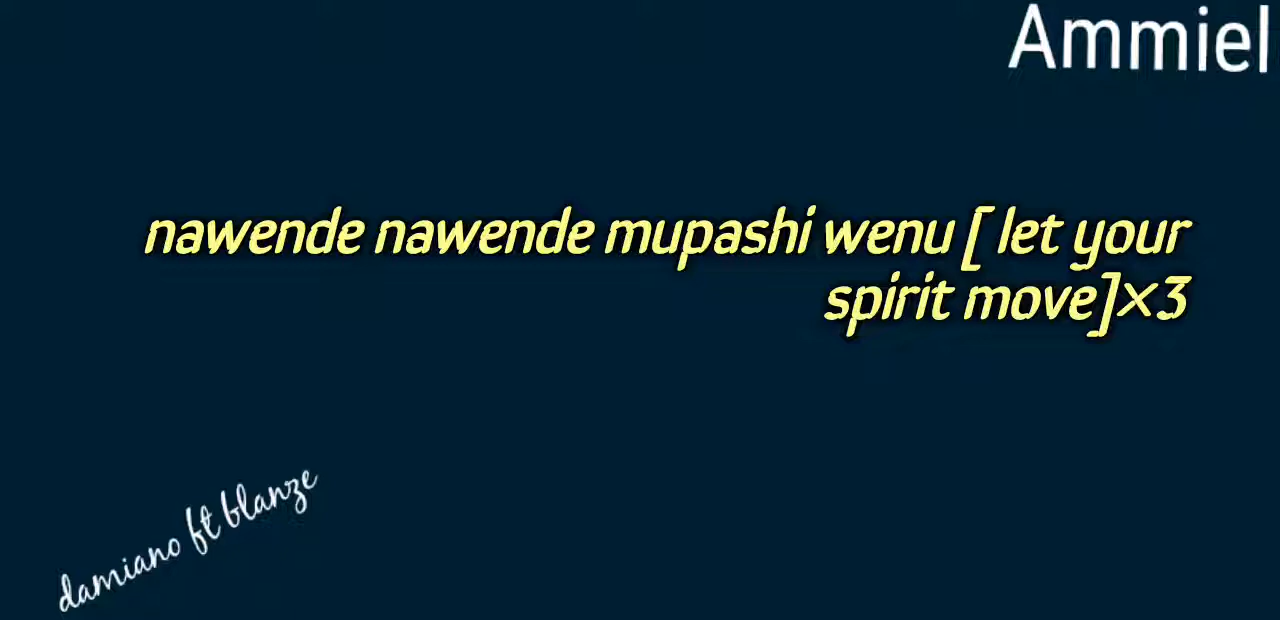 Ammiel
nawende nawende mupashi wenu [ let your
spirit move]×3
damiano ft blanze